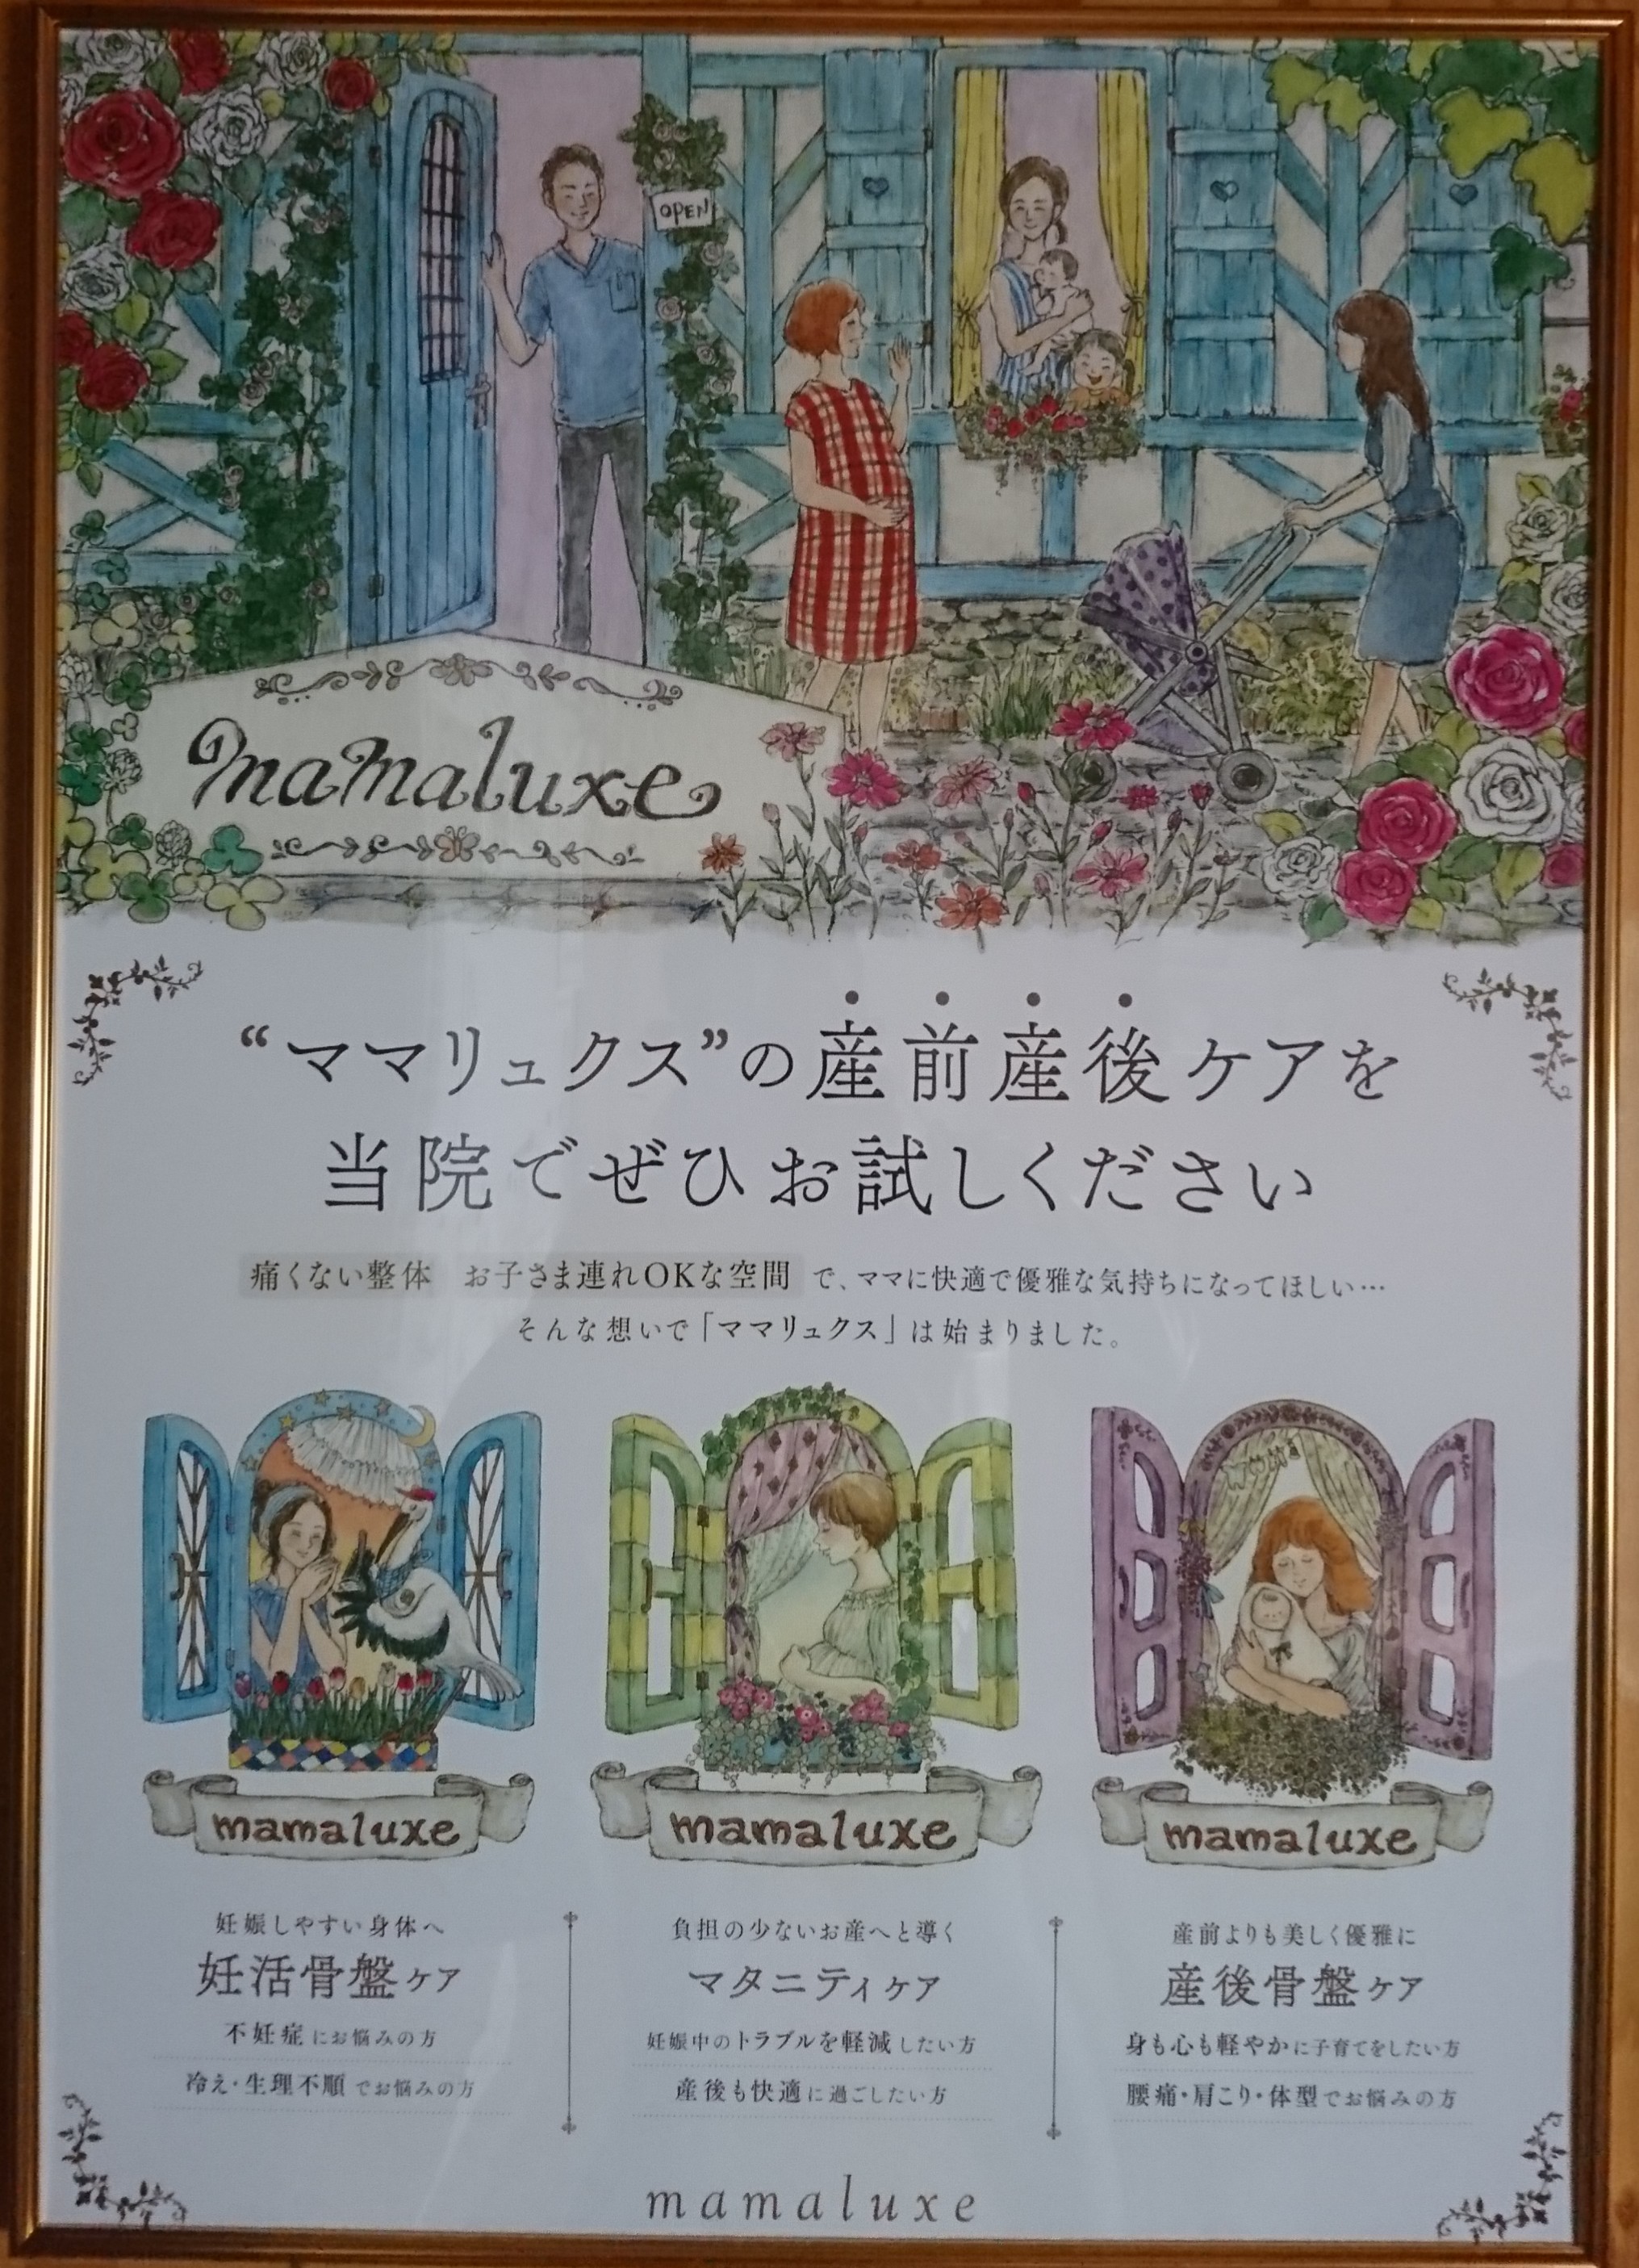 OPEN
mamaluxe
“ママリュクス”の産前産後ケアを
当院でぜひお試しください
痛くない整体 お子さま連れOKな空間 で、ママに快適で優雅な気持ちになってほしい…
そんな想いで「ママリュクス」は始まりました。
mamaluxe
mamaluxe
mamaluxe
妊娠しやすい身体へ
妊活骨盤ケア
不妊症にお悩みの方
冷え・生理不順でお悩みの方
負担の少ないお産へと導く
マタニティケア
妊娠中のトラブルを軽減したい方
産後も快適に過ごしたい方
産前よりも美しく優雅に
産後骨盤ケア
身も心も軽やかに子育てをしたい方
腰痛・肩こり・体型でお悩みの方
mamaluxe